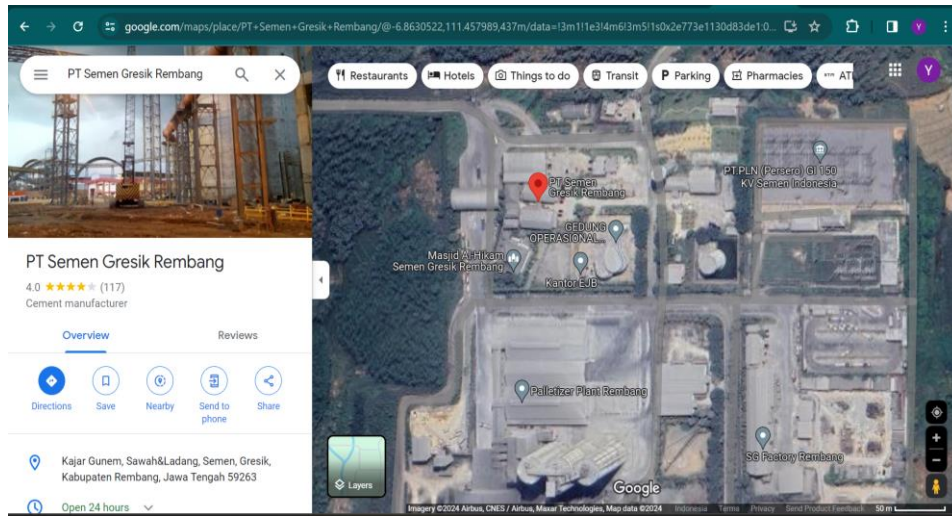 google.com/maps/place/PT+Semen+Gresik+Rembang/@-6.8630522,111.457989,437m/data=!3m1!1e3!4m6!3m5!1s0x2e773e1130d83de1:0...
Y
PT Semen Gresik Rembang
Restaurants
Hotels
Things to do
Transit
P Parking
Pharmacies
ATI
Y
PT Semen Gresik Rembang
4.0 (117)
Cement manufacturer
Overview
Reviews
Directions
Save
Nearby
Send to
phone
Share
Kajar Gunem, Sawah&Ladang, Semen, Gresik,
Kabupaten Rembang, Jawa Tengah 59263
Open 24 hours
PT Semen
Gresik Rembang...
PT.PLN (Persero) GI 150
KV Semen Indonesia
GEDUNG
OPERASIONAL...
Masjid Al-Hikam
Semen Gresik Rembang
Kantor EJB
Palletizer Plant Rembang
SG Factory Rembang
Layers
Google
Imagery ©2024 Airbus, CNES / Airbus, Maxar Technologies, Map data ©2024
Indonesia
Terms
Privacy
Send Product Feedback
50 m